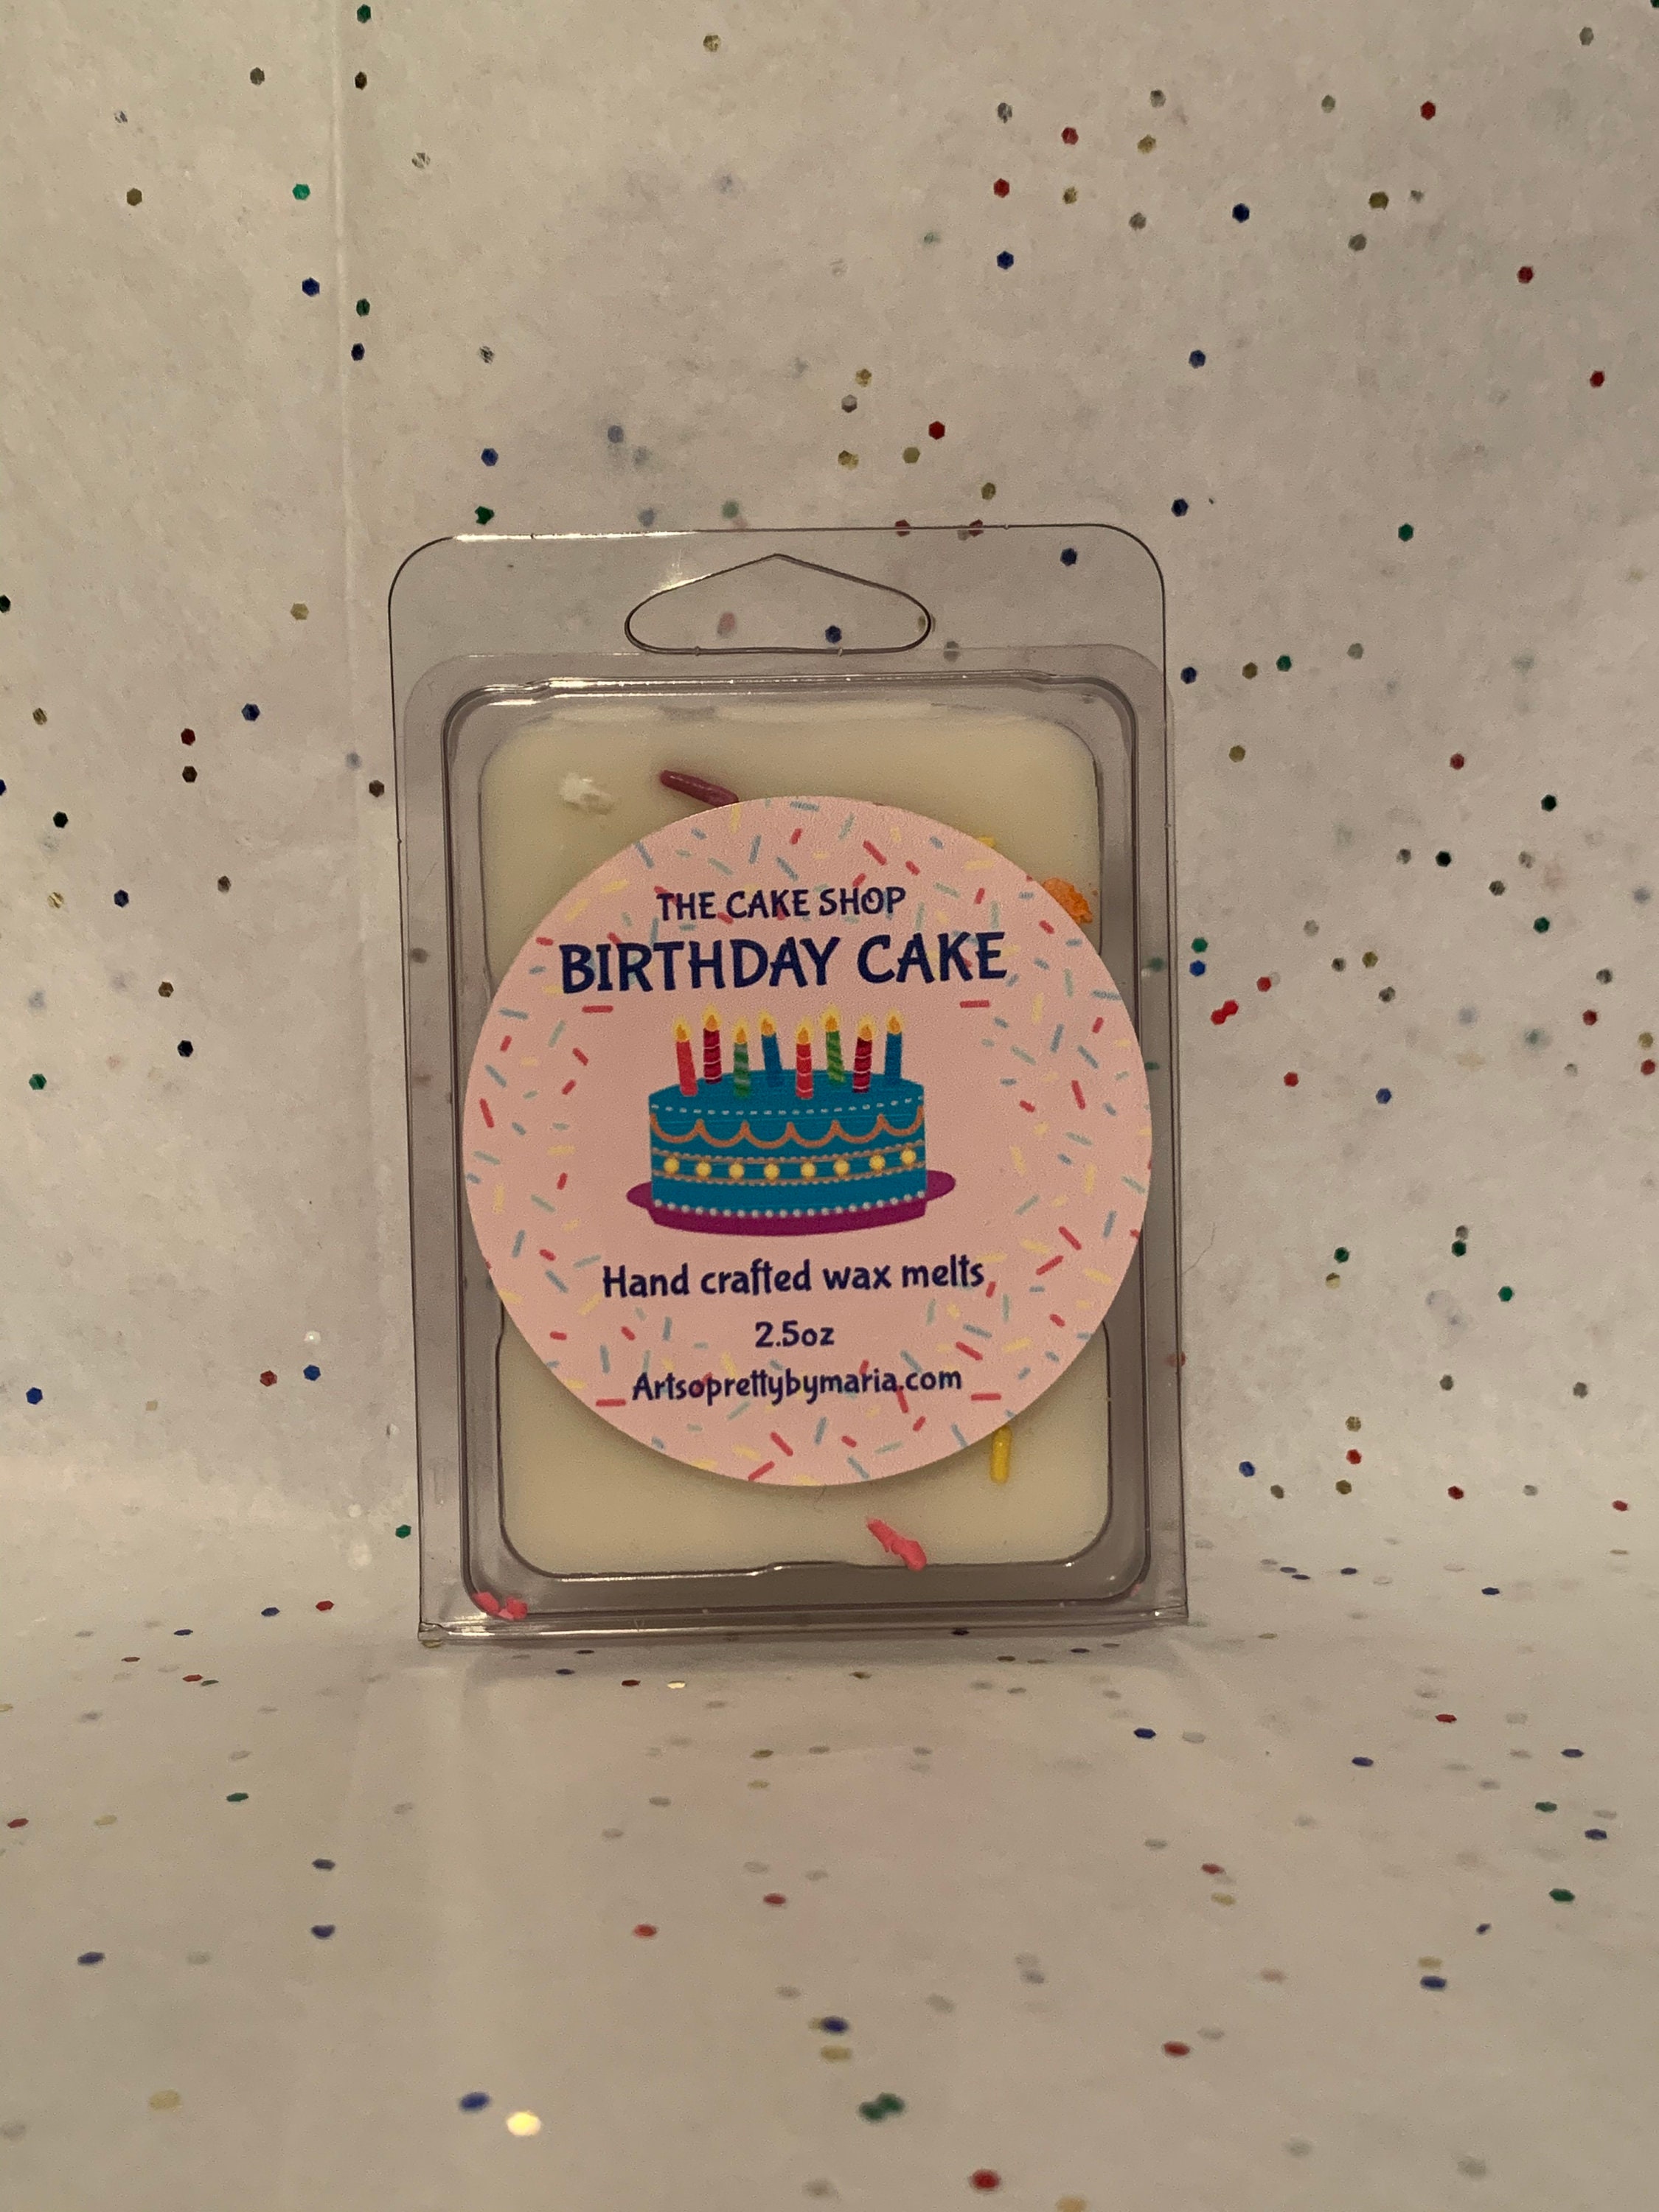 THE CAKE SHOP
BIRTHDAY CAKE
Hand crafted wax melts
2.5oz
Artsoprettybymaria.com